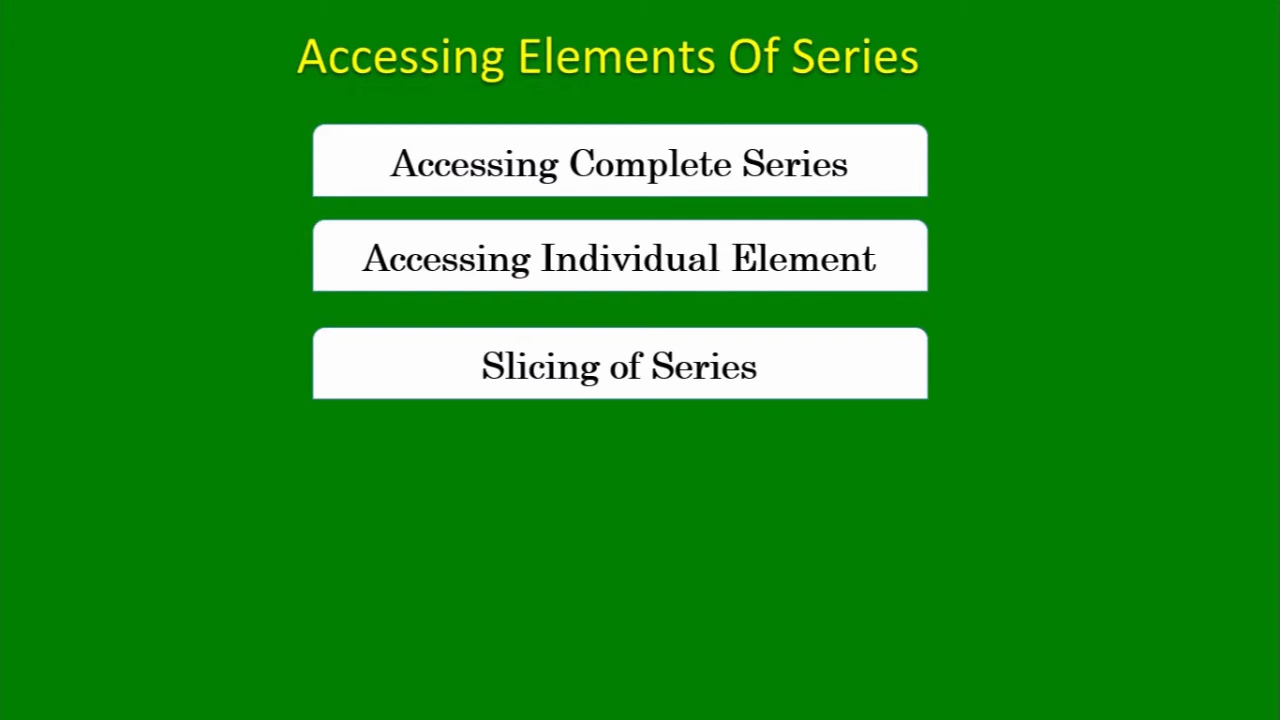 Accessing Elements Of Series
Accessing Complete Series
Accessing Individual Element
Slicing of Series